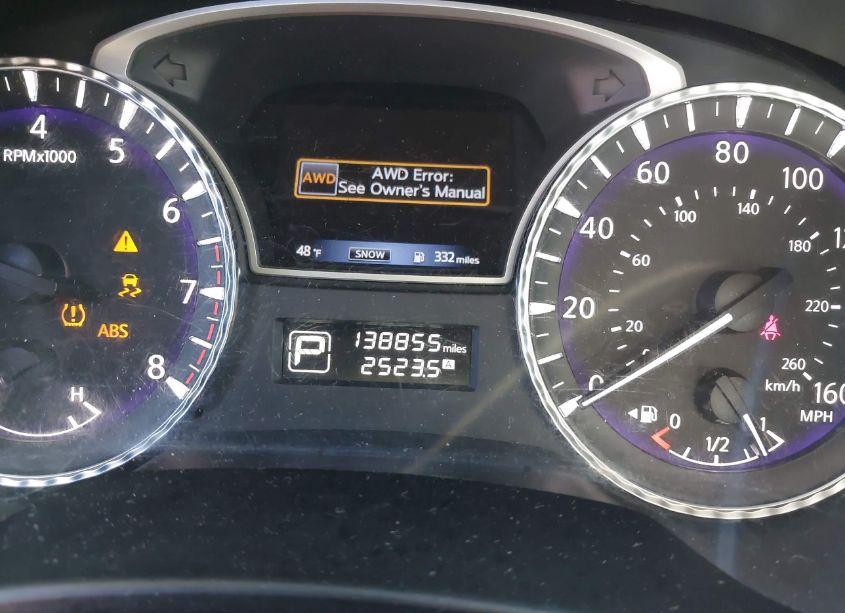 4
5
6
7
8
RPMx1000
ABS
H
AWD
AWD Error:
See Owner's Manual
48°F
SNOW
332 miles
P
138855 miles
2523.5 A
0
20
40
60
80
100
160
MPH
20
60
100
140
180
220
260
km/h
0
1/2
1